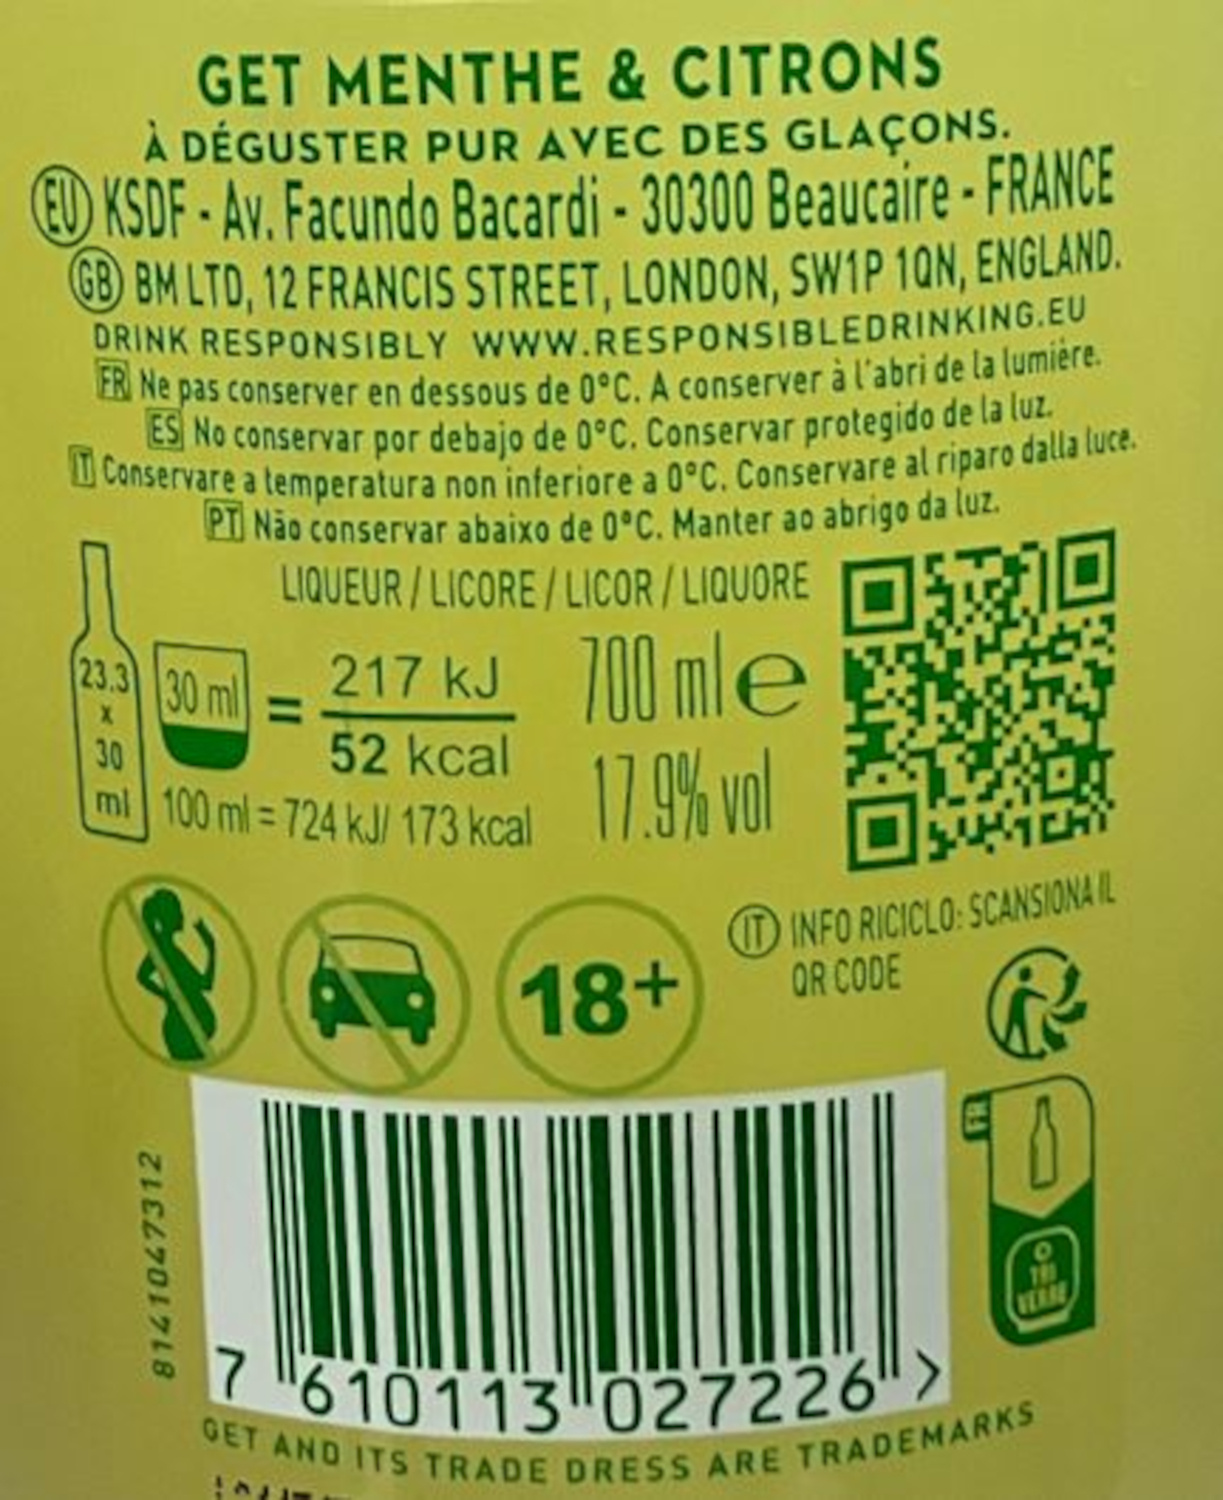 GET MENTHE & CITRONS
À DÉGUSTER PUR AVEC DES GLAÇONS.
EU KSDF - Av. Facundo Bacardi - 30300 Beaucaire - FRANCE
GB BM LTD, 12 FRANCIS STREET, LONDON, SW1P 1QN, ENGLAND.
DRINK RESPONSIBLY WWW.RESPONSIBLEDRINKING.EU
FR Ne pas conserver en dessous de 0°C. A conserver à l'abri de la lumière.
ES No conservar por debajo de 0°C. Conservar protegido de la luz.
IT Conservare a temperatura non inferiore a 0°C. Conservare al riparo dalla luce.
PT Não conservar abaixo de 0°C. Manter ao abrigo da luz.
LIQUEUR / LICORE / LICOR / LIQUORE
23.3
x
30
ml
30 ml
=
217 kJ
52 kcal
100 ml = 724 kJ/ 173 kcal
700 ml e
17.9% vol
IT INFO RICICLO: SCANSIONA IL
QR CODE
18+
FR
TRI
VERRE
8141047312
7 610113 027226 >
GET AND ITS TRADE DRESS ARE TRADEMARKS